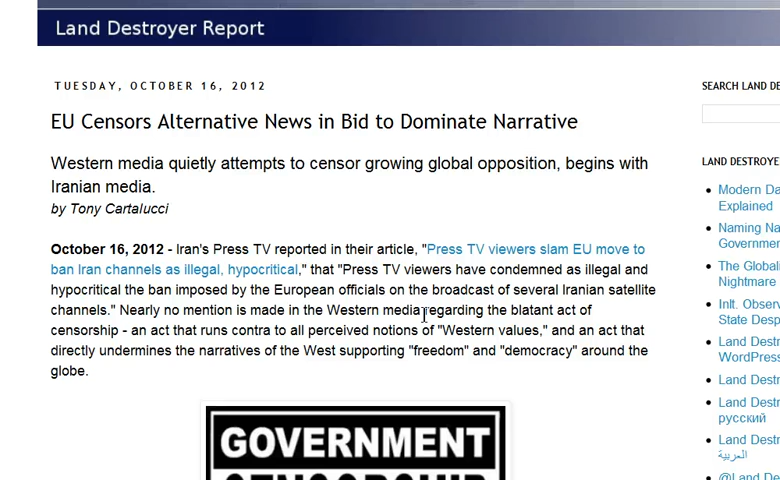 Land Destroyer Report
TUESDAY, OCTOBER 16, 2012
EU Censors Alternative News in Bid to Dominate Narrative
Western media quietly attempts to censor growing global opposition, begins with
Iranian media.
by Tony Cartalucci
October 16, 2012 - Iran's Press TV reported in their article, "Press TV viewers slam EU move to
ban Iran channels as illegal, hypocritical," that "Press TV viewers have condemned as illegal and
hypocritical the ban imposed by the European officials on the broadcast of several Iranian satellite
channels." Nearly no mention is made in the Western media regarding the blatant act of
censorship - an act that runs contra to all perceived notions of "Western values," and an act that
directly undermines the narratives of the West supporting "freedom" and "democracy" around the
globe.
GOVERNMENT
CENSORSHIP
SEARCH LAND DE
LAND DESTROYE
Modern Da
Explained
Naming Na
Governmer
The Globali
Nightmare
Inlt. Observ
State Desp
Land Destr
WordPress
Land Destr
Land Destr
русский
Land Destr
العربية
@Land De